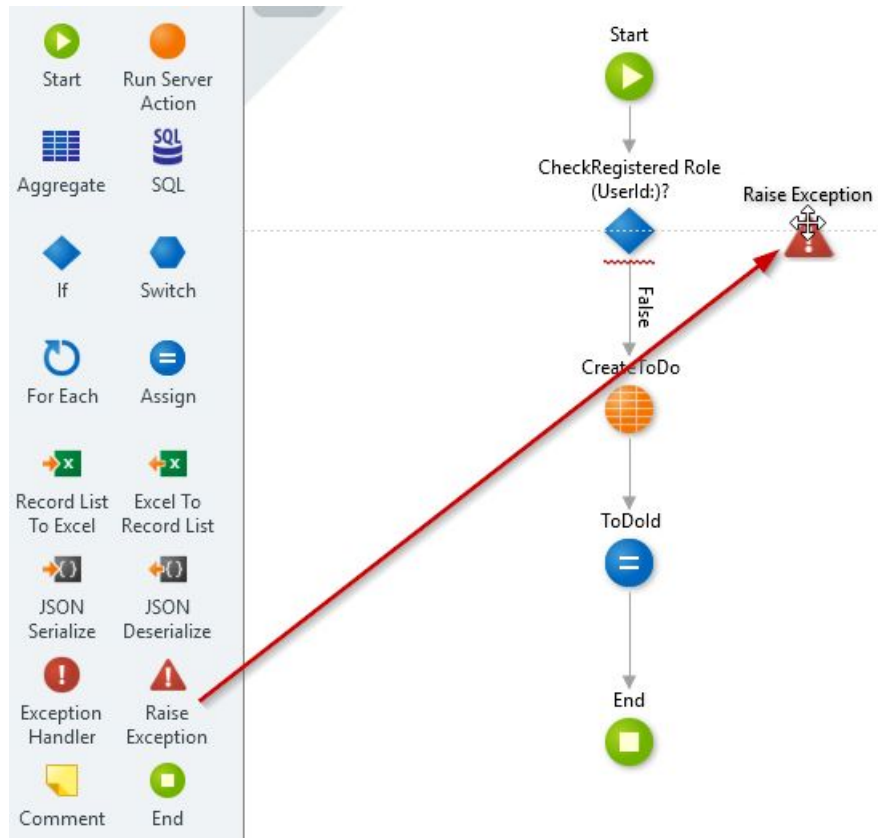 Start
Run Server
Action
Aggregate
SQL
SQL
If
Switch
For Each
Assign
Record List
To Excel
Excel To
Record List
JSON
Serialize
JSON
Deserialize
Exception
Handler
Raise
Exception
Comment
End
Start
CheckRegistered Role
(UserId:)?
Raise Exception
False
CreateToDo
ToDoId
End